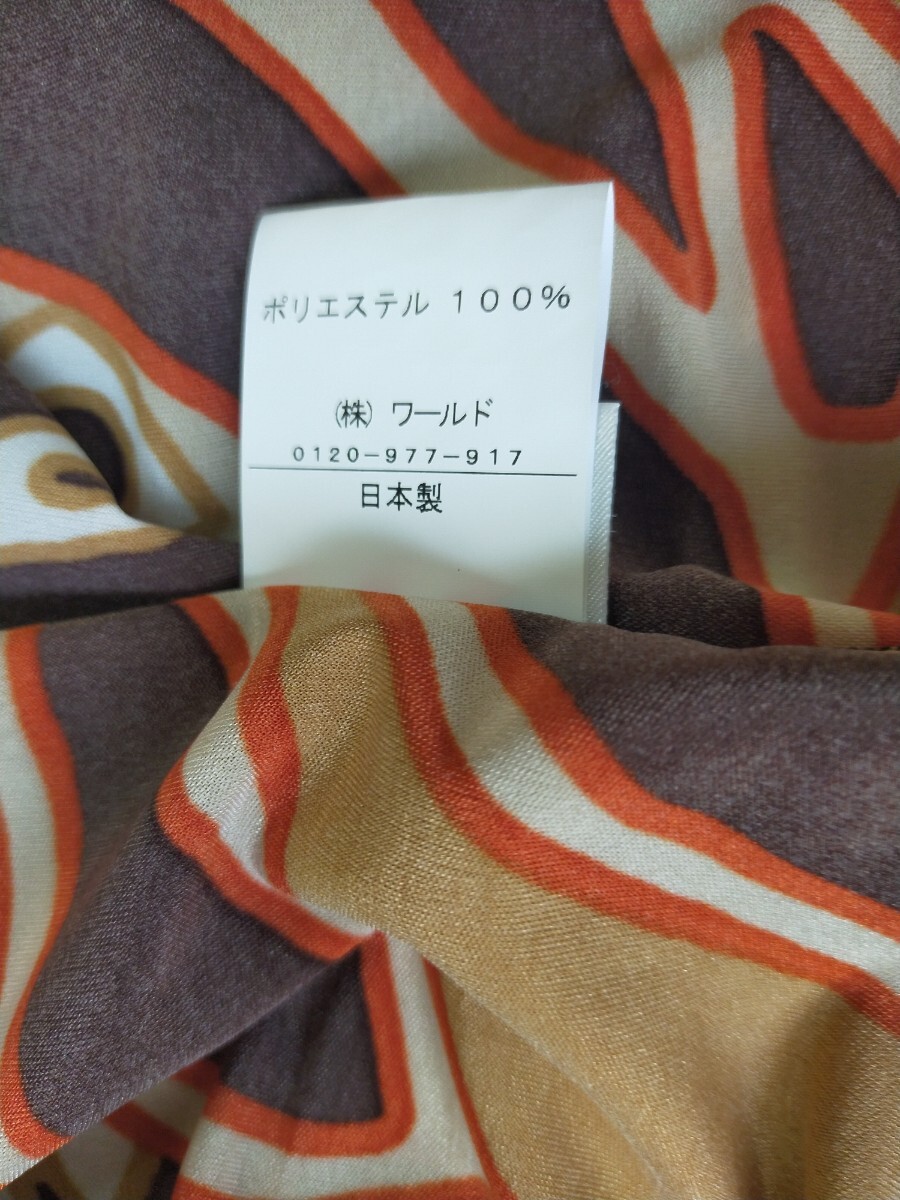 ポリエステル 100%
(株) ワールド
0120-977-917
日本製